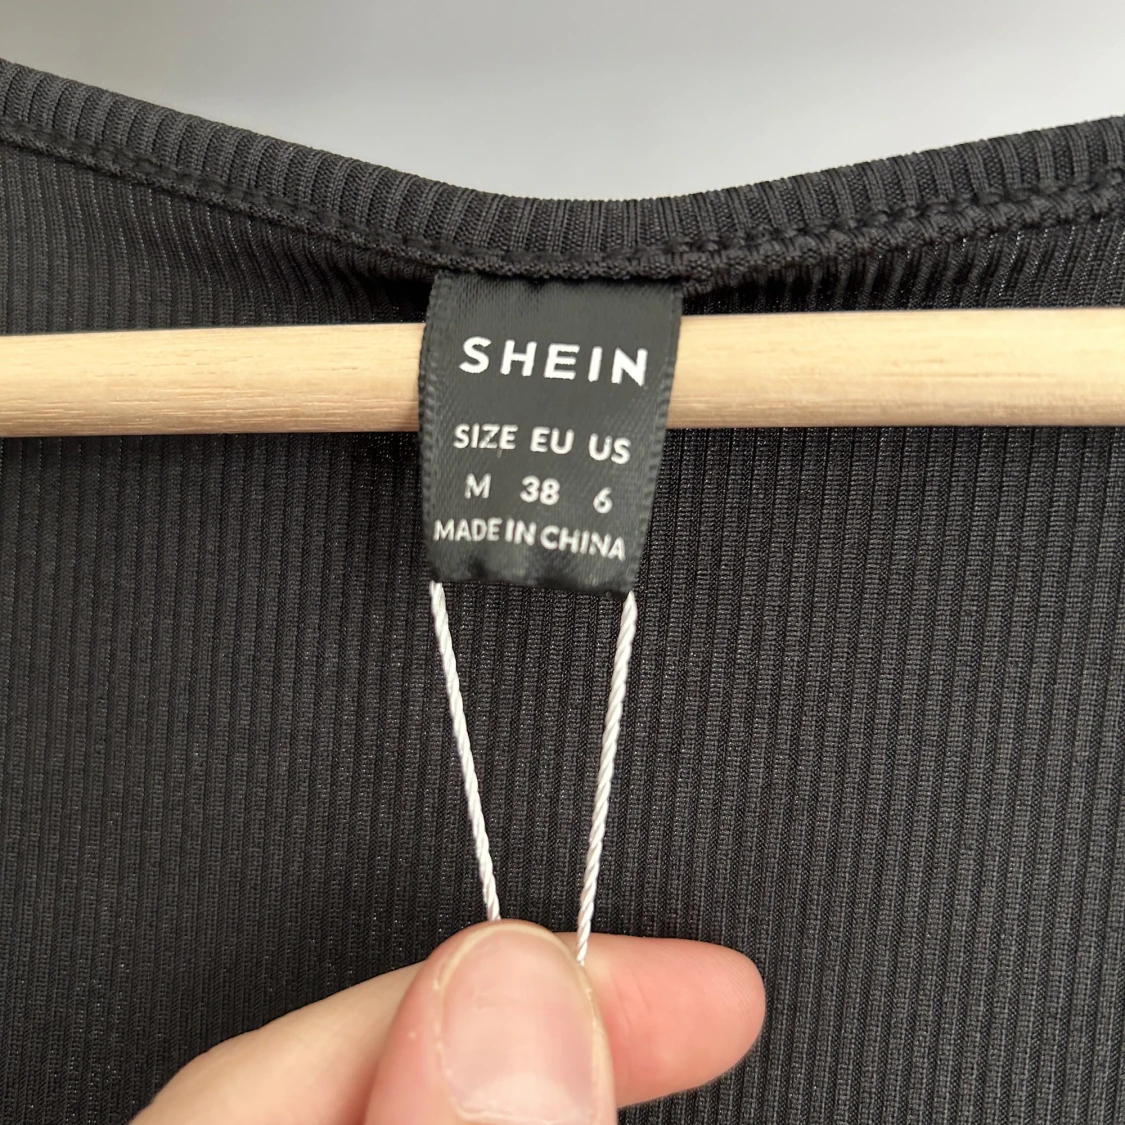 SHEIN
SIZE EU US
M 38 6
MADE IN CHINA